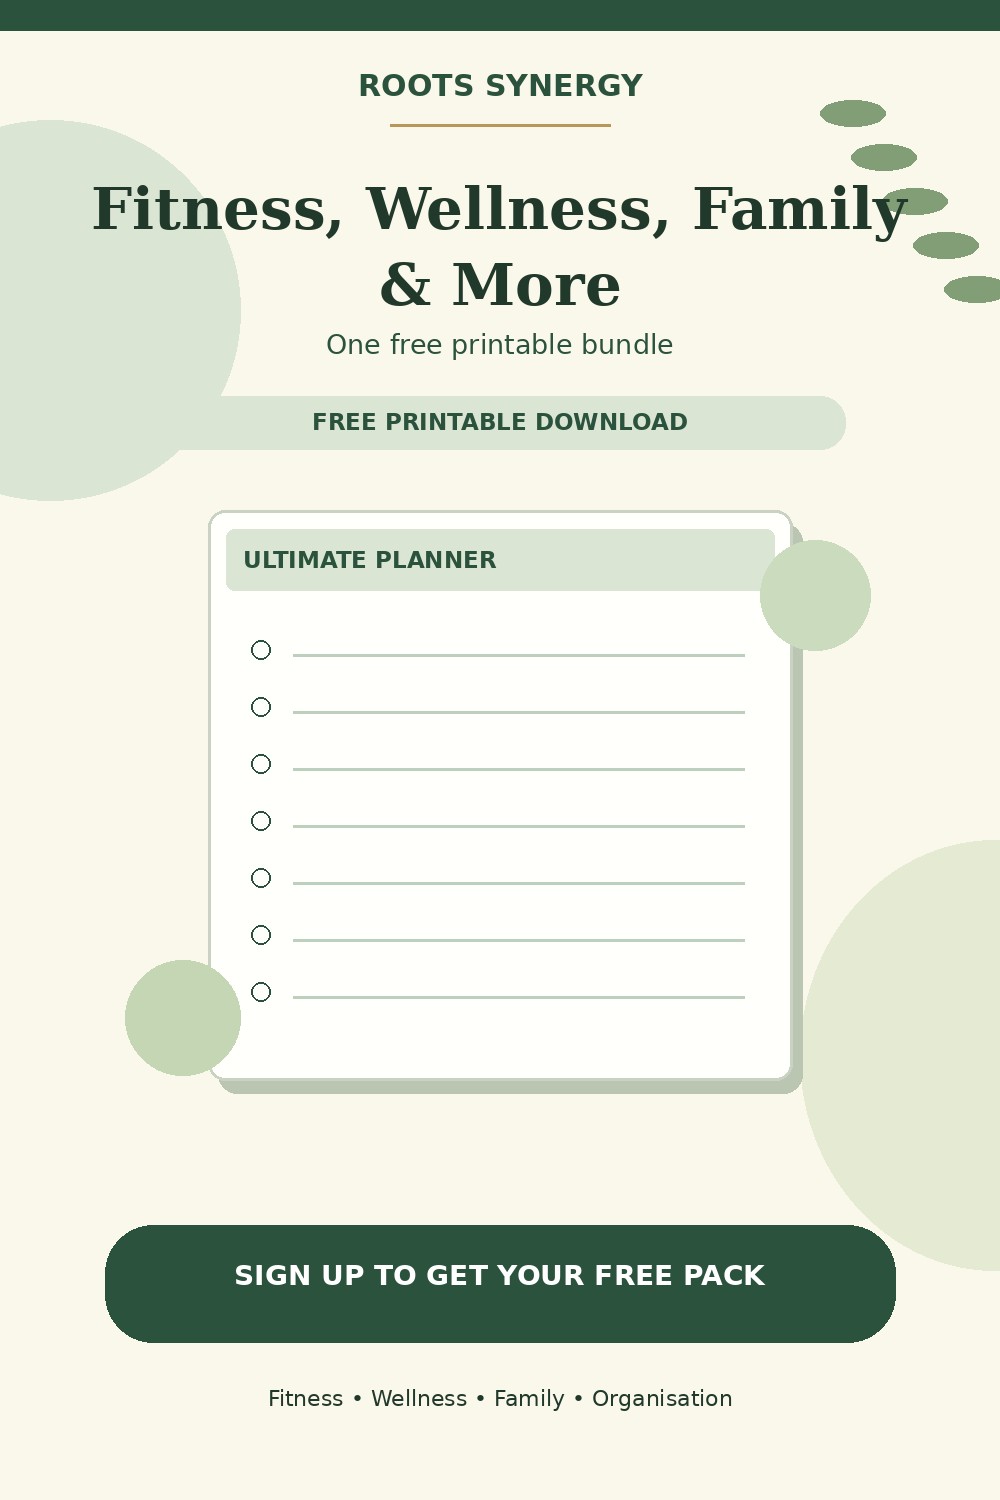 ROOTS SYNERGY
Fitness, Wellness, Family
& More
One free printable bundle
FREE PRINTABLE DOWNLOAD
ULTIMATE PLANNER
SIGN UP TO GET YOUR FREE PACK
Fitness • Wellness • Family • Organisation